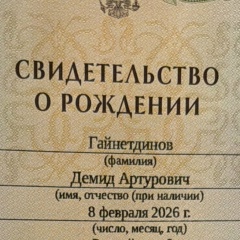 СВИДЕТЕЛЬСТВО
О РОЖДЕНИИ
Гайнетдинов
(фамилия)
Демид Артурович
(имя, отчество (при наличии)
8 февраля 2026 г.
(число, месяц, год)